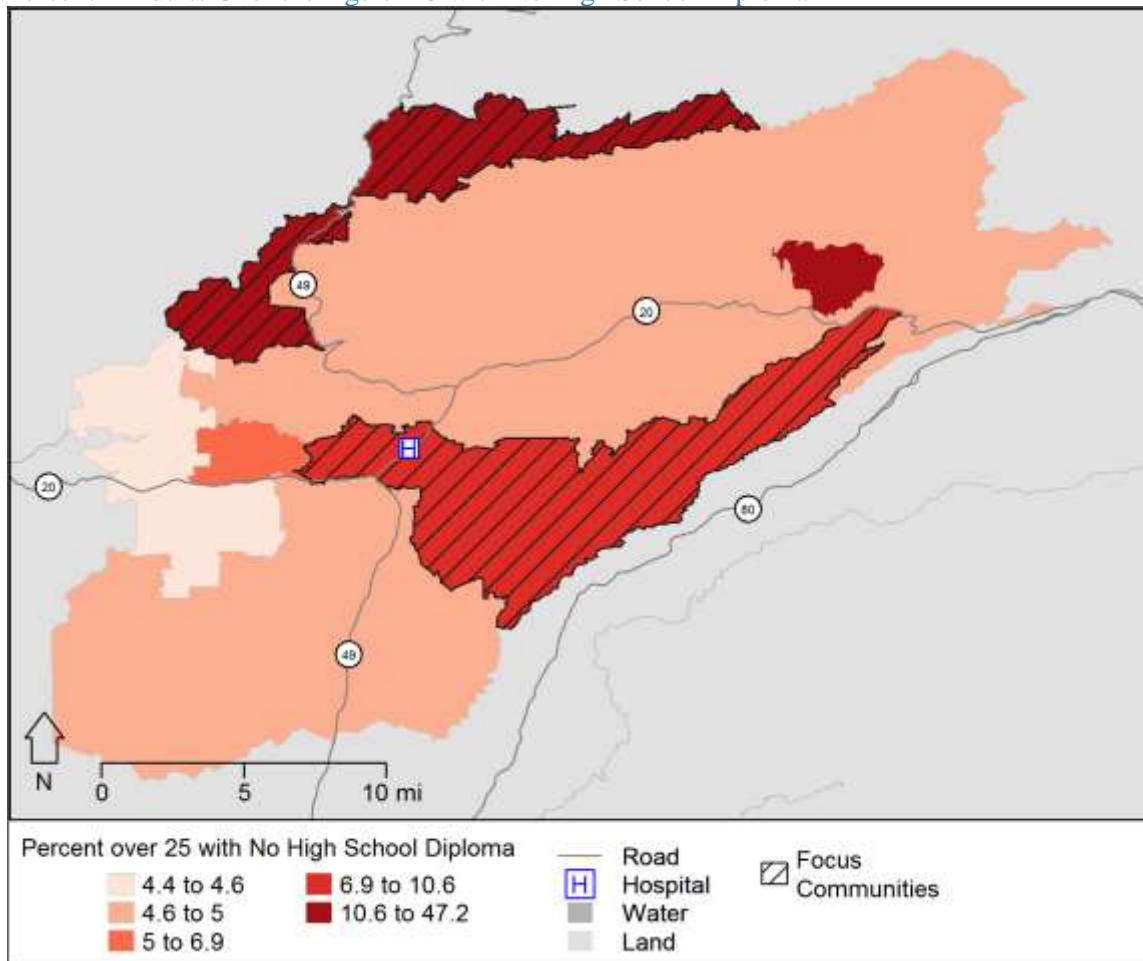 49
20
20
80
49
N
0 5 10 mi
Percent over 25 with No High School Diploma
4.4 to 4.6
4.6 to 5
5 to 6.9
6.9 to 10.6
10.6 to 47.2
Road
Hospital
Water
Land
Focus
Communities
H
H